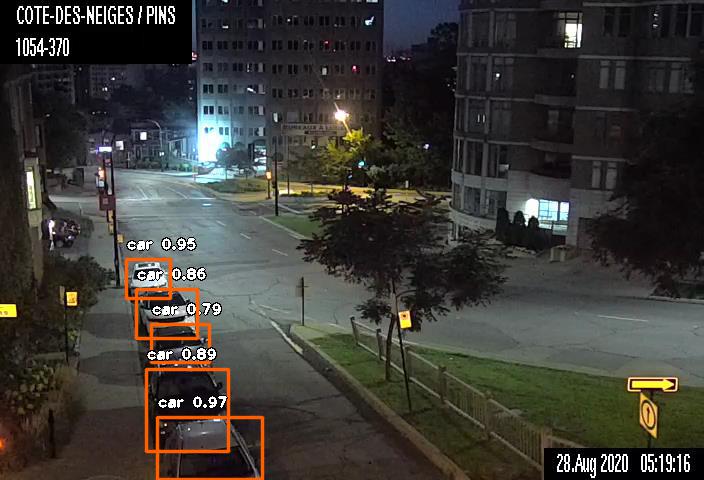 COTE-DES-NEIGES / PINS
1054-370
BUREAUX À L
car 0.95
car 0.86
car 0.79
car 0.89
car 0.97
28.Aug 2020 05:19:16